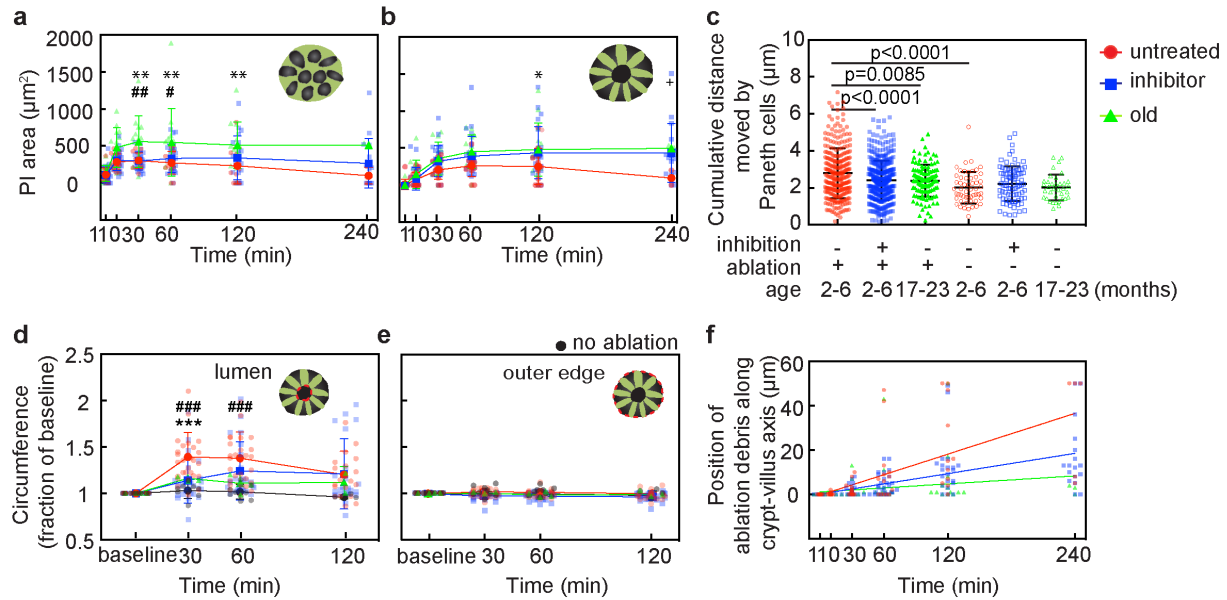 a
PI area (µm²)
2000
1500
1000
500
0
** ** **
## #
1 10 30 60 120 240
Time (min)
b
*
+
1 10 30 60 120 240
Time (min)
c
Cumulative distance
moved by
Paneth cells (µm)
10
8
6
4
2
0
p<0.0001
p=0.0085
p<0.0001
inhibition - + - - + -
ablation + + + - - -
age 2-6 2-6 17-23 2-6 2-6 17-23 (months)
untreated
inhibitor
old
d
Circumference
(fraction of baseline)
2.5
2
1.5
1
0.5
lumen
### ###
***
baseline 30 60 120
Time (min)
e
no ablation
outer edge
baseline 30 60 120
Time (min)
f
Position of
ablation debris along
crypt-villus axis (µm)
60
40
20
0
1 10 30 60 120 240
Time (min)